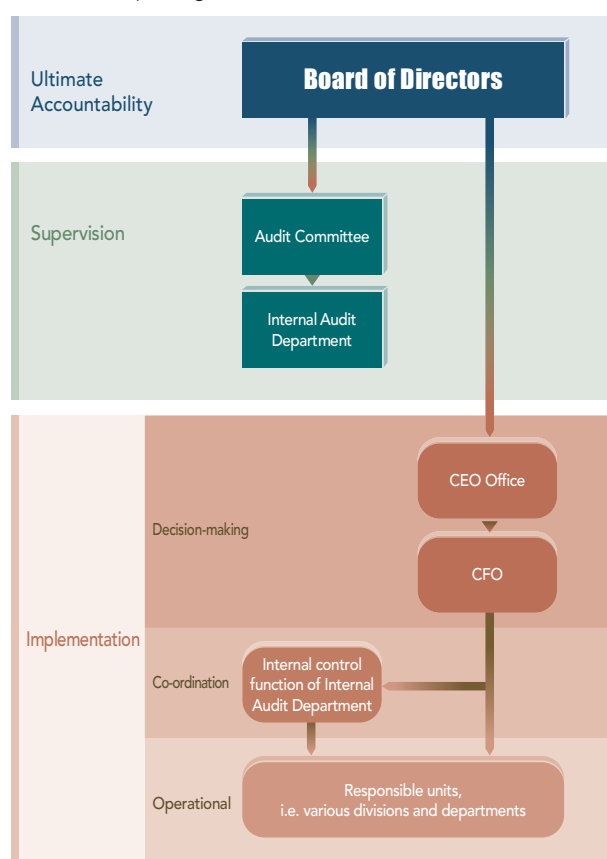 Ultimate
Accountability
Board of Directors
Supervision
Audit Committee
Internal Audit
Department
Implementation
Decision-making
CEO Office
CFO
Co-ordination
Internal control
function of Internal
Audit Department
Operational
Responsible units,
i.e. various divisions and departments